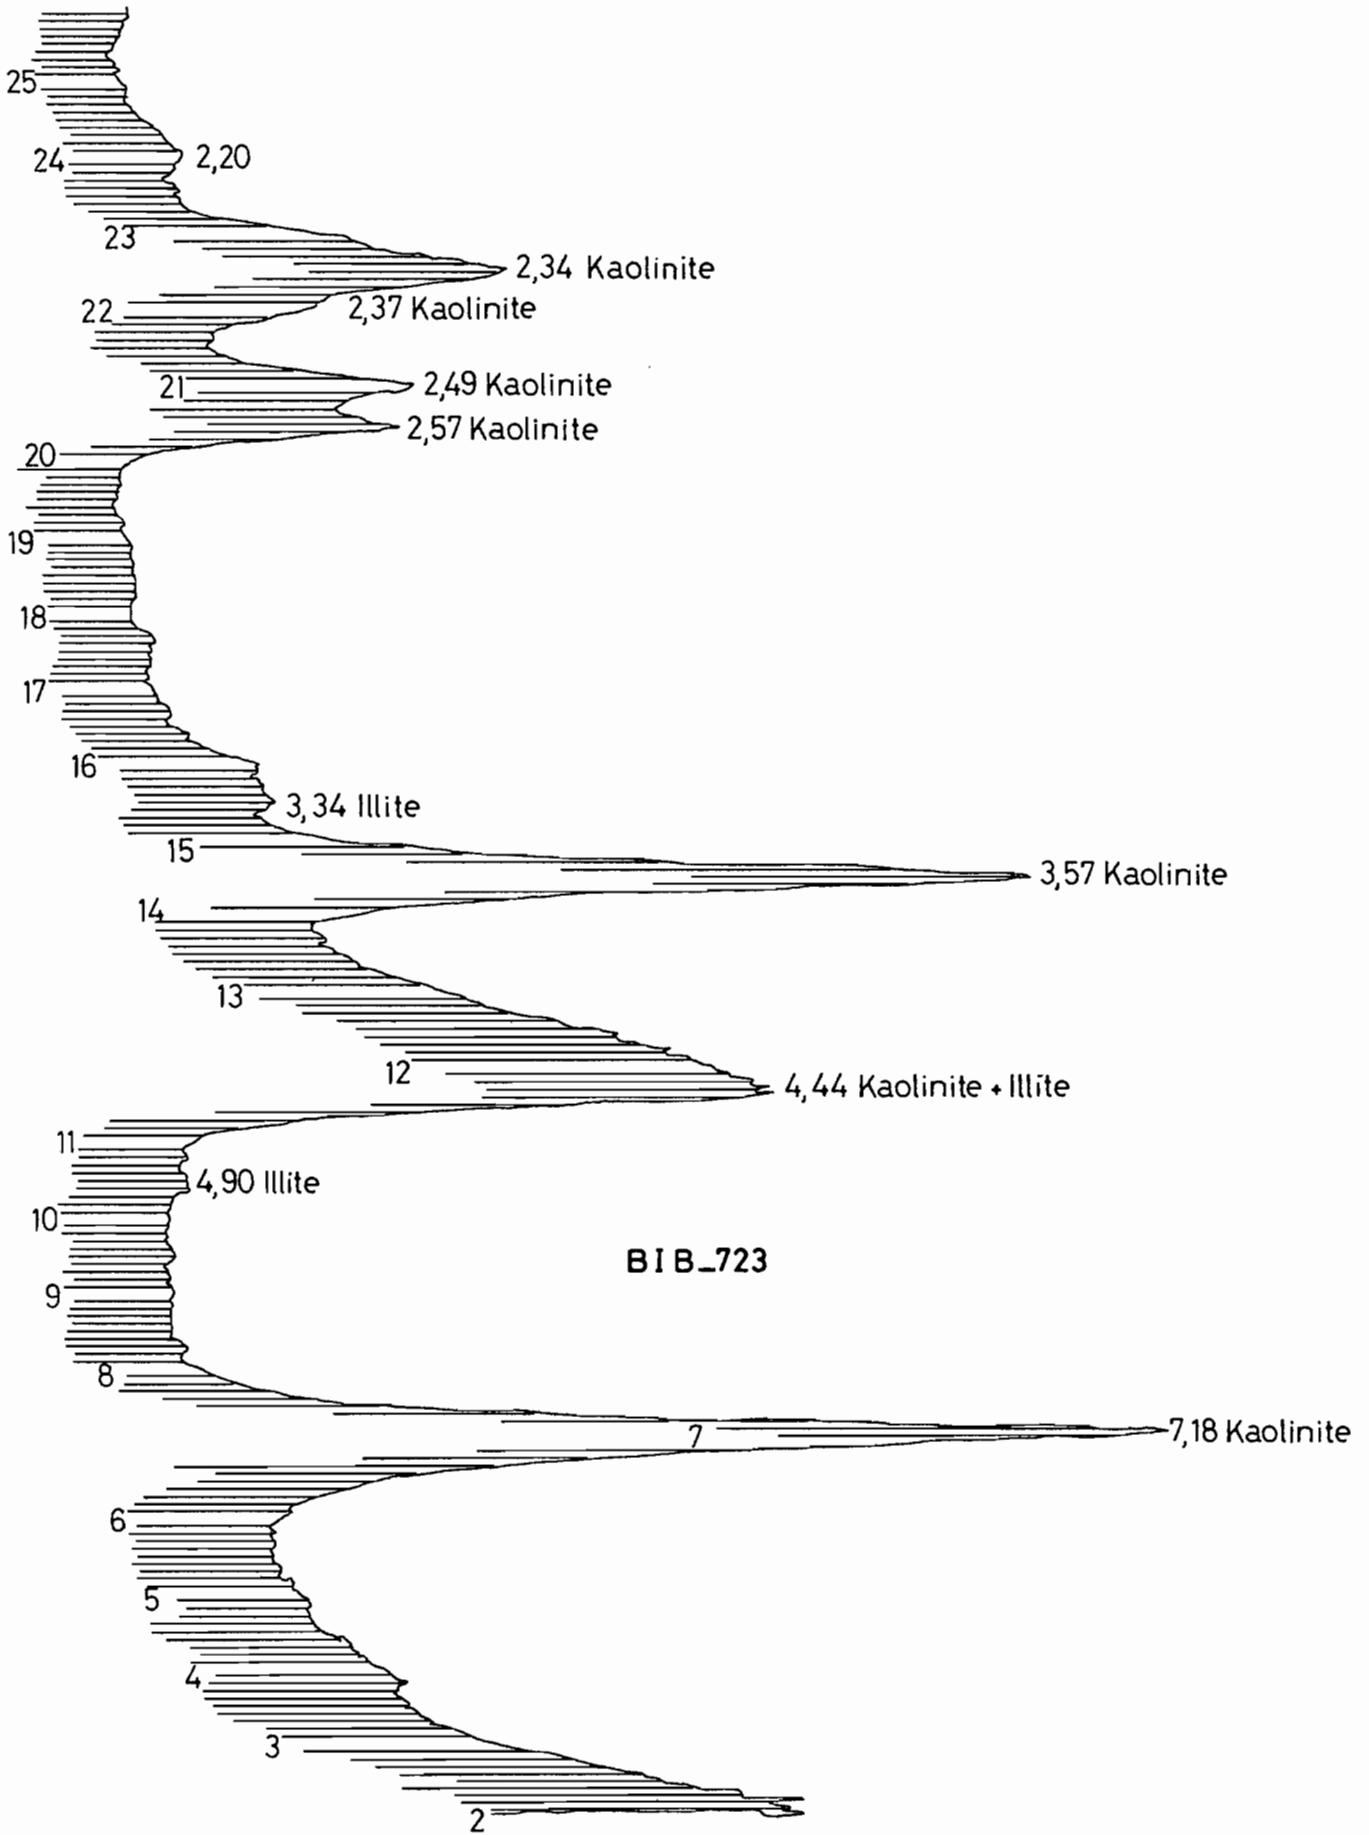 25
24 2,20
23
2,34 Kaolinite
22 2,37 Kaolinite
21 2,49 Kaolinite
2,57 Kaolinite
20
19
18
17
16
3,34 Illite
15
3,57 Kaolinite
14
13
12
4,44 Kaolinite + Illite
11
4,90 Illite
10
BIB_723
9
8
7 7,18 Kaolinite
6
5
4
3
2